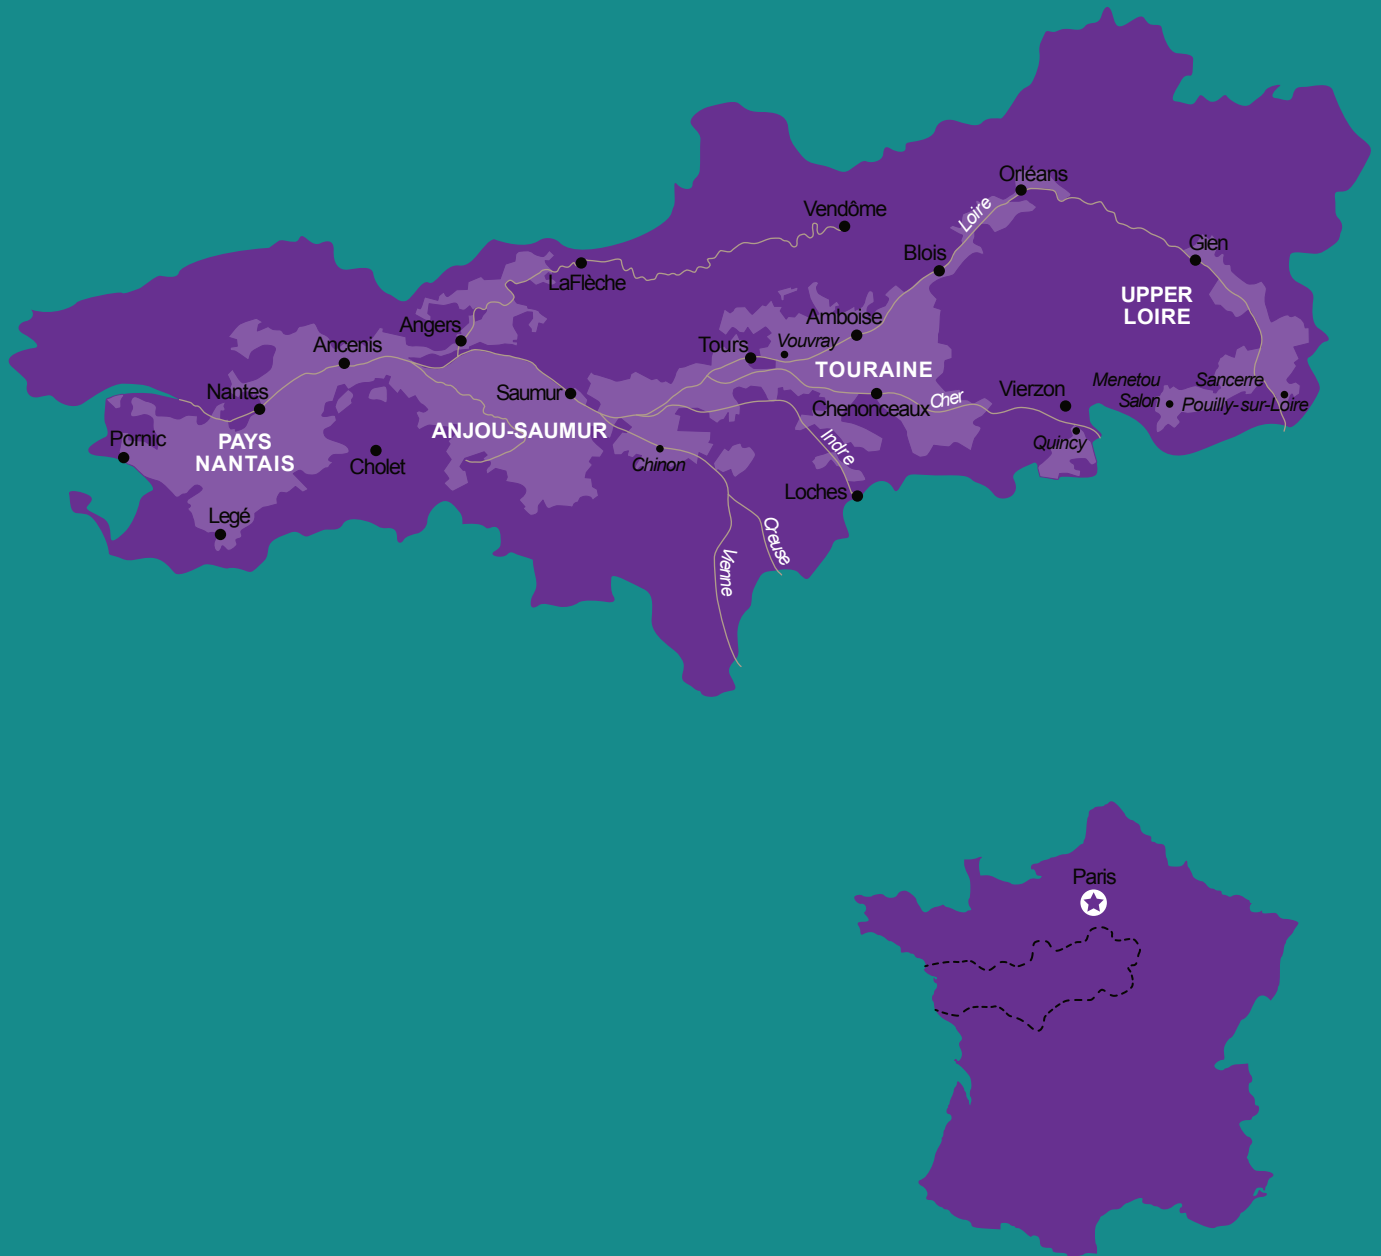 Orléans
Vendôme
Loire
Gien
Blois
LaFlèche
UPPER
LOIRE
Amboise
Angers
Vouvray
Ancenis
Tours
TOURAINE
Menetou
Salon
Sancerre
Pouilly-sur-Loire
Vierzon
Nantes
Saumur
Cher
Chenonceaux
ANJOU-SAUMUR
Pornic
PAYS
NANTAIS
Quincy
Indre
Cholet
Chinon
Loches
Legé
Creuse
Vienne
Paris